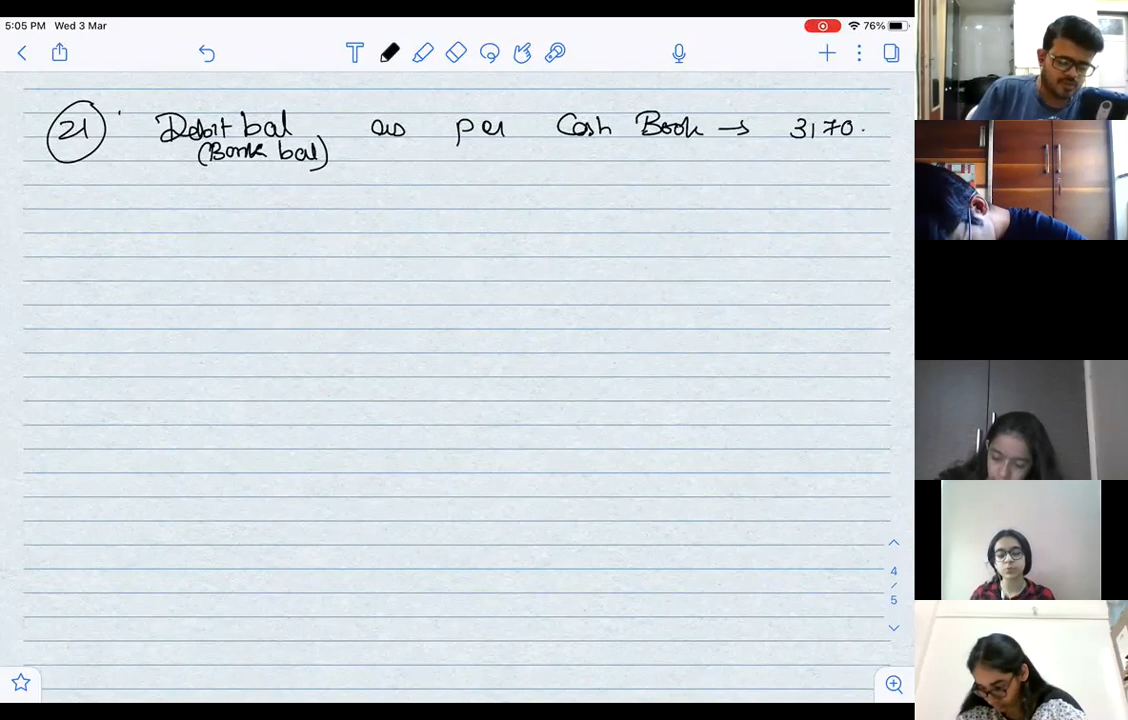 5:05 PM Wed 3 Mar
76%
T
21 Debit bal as per Cash Book → 3170.
(Bank bal)
4
5